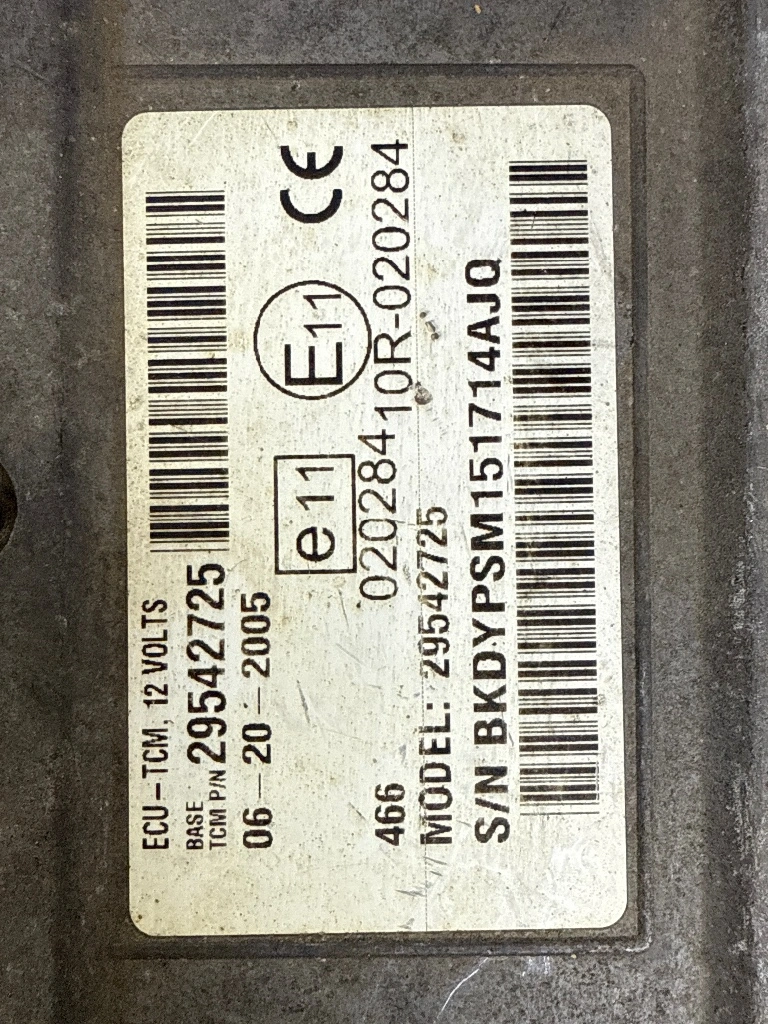 ECU-TCM, 12 VOLTS
BASE
TCM P/N 29542725
06-20-2005
e11
E11
CE
020284
10R-020284
466
MODEL: 29542725
S/N BKDYPSM151714AJQ